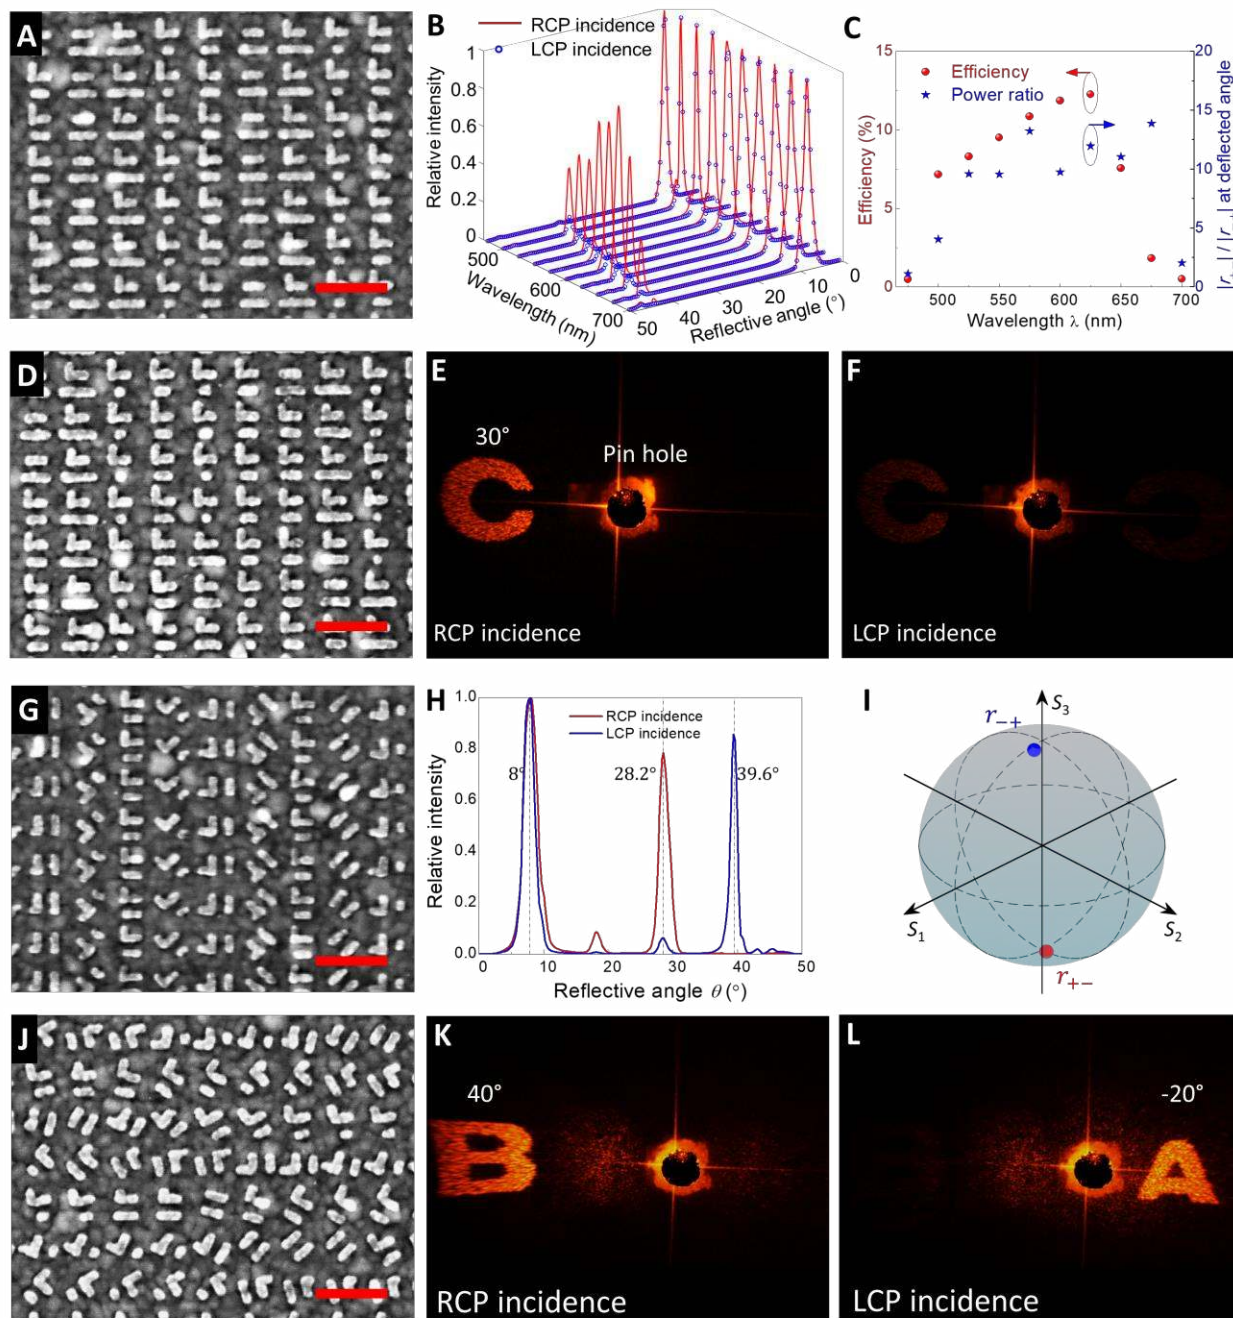 A
B
RCP incidence
LCP incidence
1
0.8
0.6
0.4
0.2
0
Relative intensity
500
600
700
Wavelength (nm)
50
40
30
20
10
0
Reflective angle (°)
C
15
10
5
0
Efficiency (%)
Efficiency
Power ratio
20
15
10
5
0
|r₊₋| / |r₋₊| at deflected angle
500
550
600
650
700
Wavelength λ (nm)
D
E
30°
Pin hole
RCP incidence
F
LCP incidence
G
H
1.0
0.8
0.6
0.4
0.2
0.0
Relative intensity
RCP incidence
LCP incidence
8°
28.2°
39.6°
0
10
20
30
40
50
Reflective angle θ (°)
I
S₃
r₋₊
S₁
S₂
r₊₋
J
K
40°
RCP incidence
L
-20°
LCP incidence
B
A